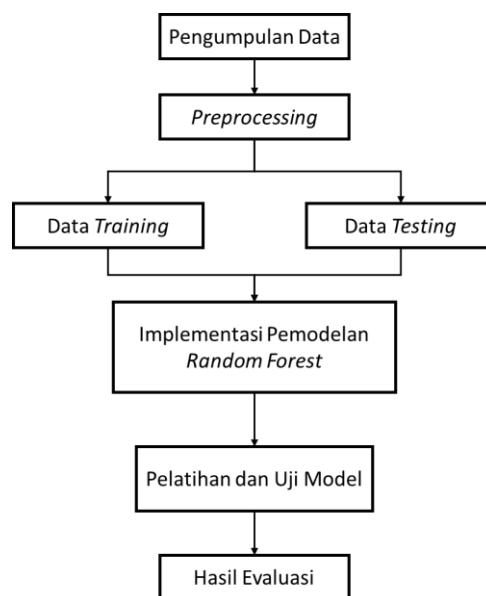 Pengumpulan Data
Preprocessing
Data Training
Data Testing
Implementasi Pemodelan
Random Forest
Pelatihan dan Uji Model
Hasil Evaluasi